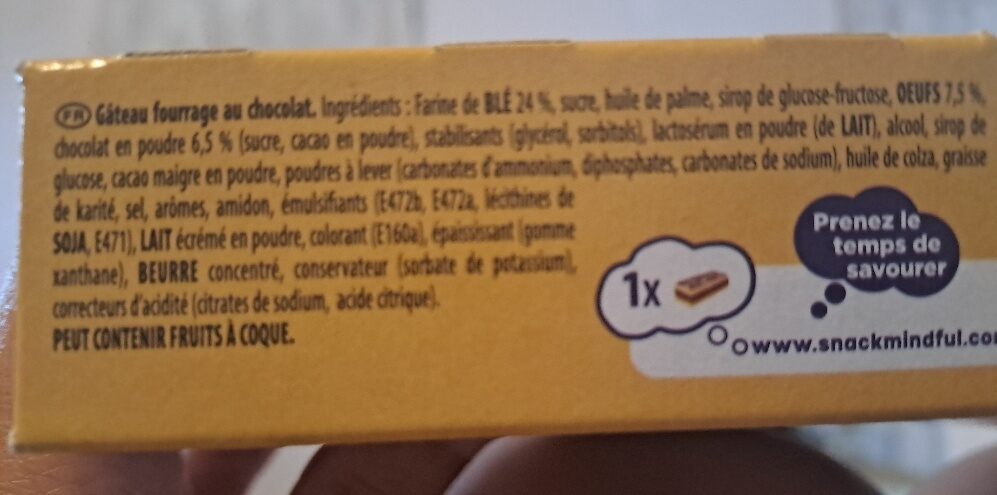 FR Gâteau fourrage au chocolat. Ingrédients : Farine de BLÉ 24 %, sucre, huile de palme, sirop de glucose-fructose, OEUFS 7,5 %,
chocolat en poudre 6,5 % (sucre, cacao en poudre), stabilisants (glycérol, sorbitols), lactosérum en poudre (de LAIT), alcool, sirop de
glucose, cacao maigre en poudre, poudres à lever (carbonates d'ammonium, diphosphates, carbonates de sodium), huile de colza, graisse
de karité, sel, arômes, amidon, émulsifiants (E472b, E472a, lécithines de
SOJA, E471), LAIT écrémé en poudre, colorant (E160a), épaississant (gomme
xanthane), BEURRE concentré, conservateur (sorbate de potassium),
correcteurs d'acidité (citrates de sodium, acide citrique).
PEUT CONTENIR FRUITS À COQUE.
1x
Prenez le
temps de
savourer
www.snackmindful.co